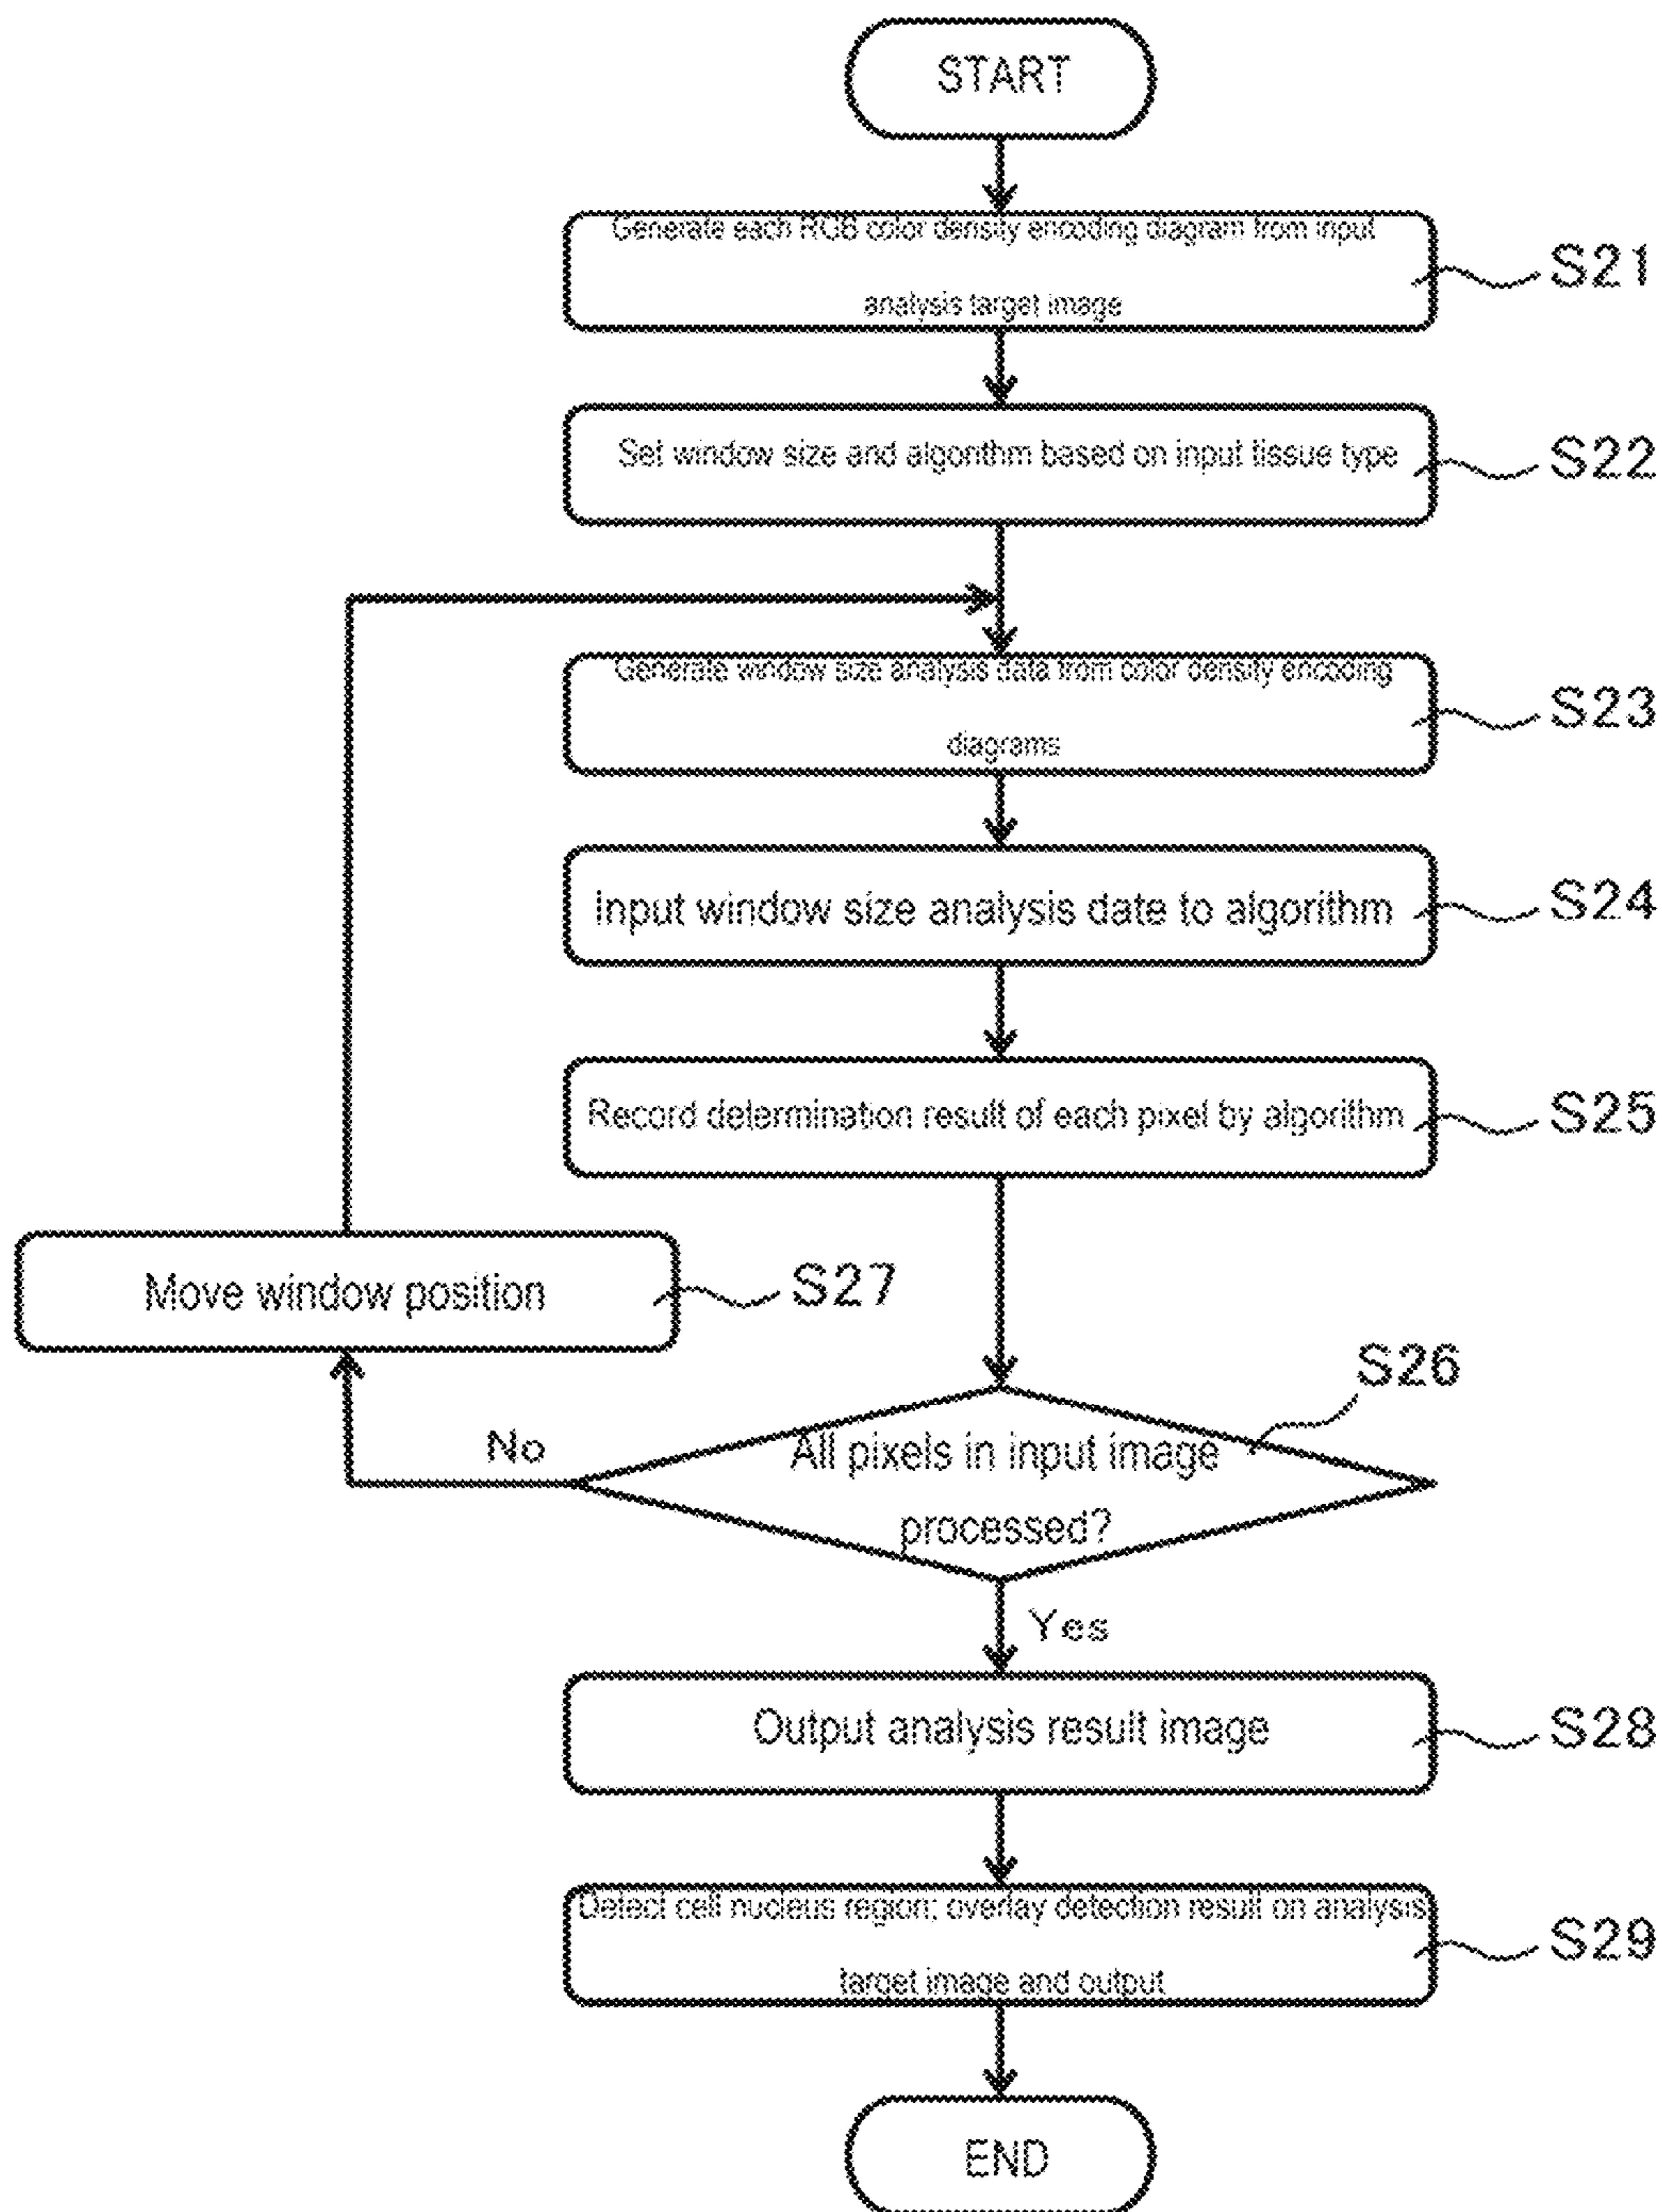 START
Generate each RGB color density encoding diagram from input
analysis target image
S21
Set window size and algorithm based on input tissue type
S22
Generate window size analysis data from color density encoding
diagrams
S23
Input window size analysis date to algorithm
S24
Record determination result of each pixel by algorithm
S25
Move window position
S27
S26
No
All pixels in input image
processed?
Yes
Output analysis result image
S28
Detect cell nucleus region; overlay detection result on analysis
target image and output
S29
END